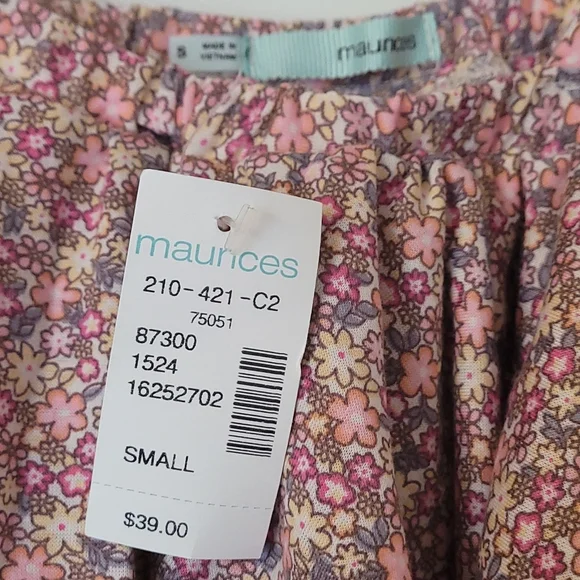 S
MADE IN
VIETNAM
maurices
maurices
210-421-C2
75051
87300
1524
16252702
SMALL
$39.00